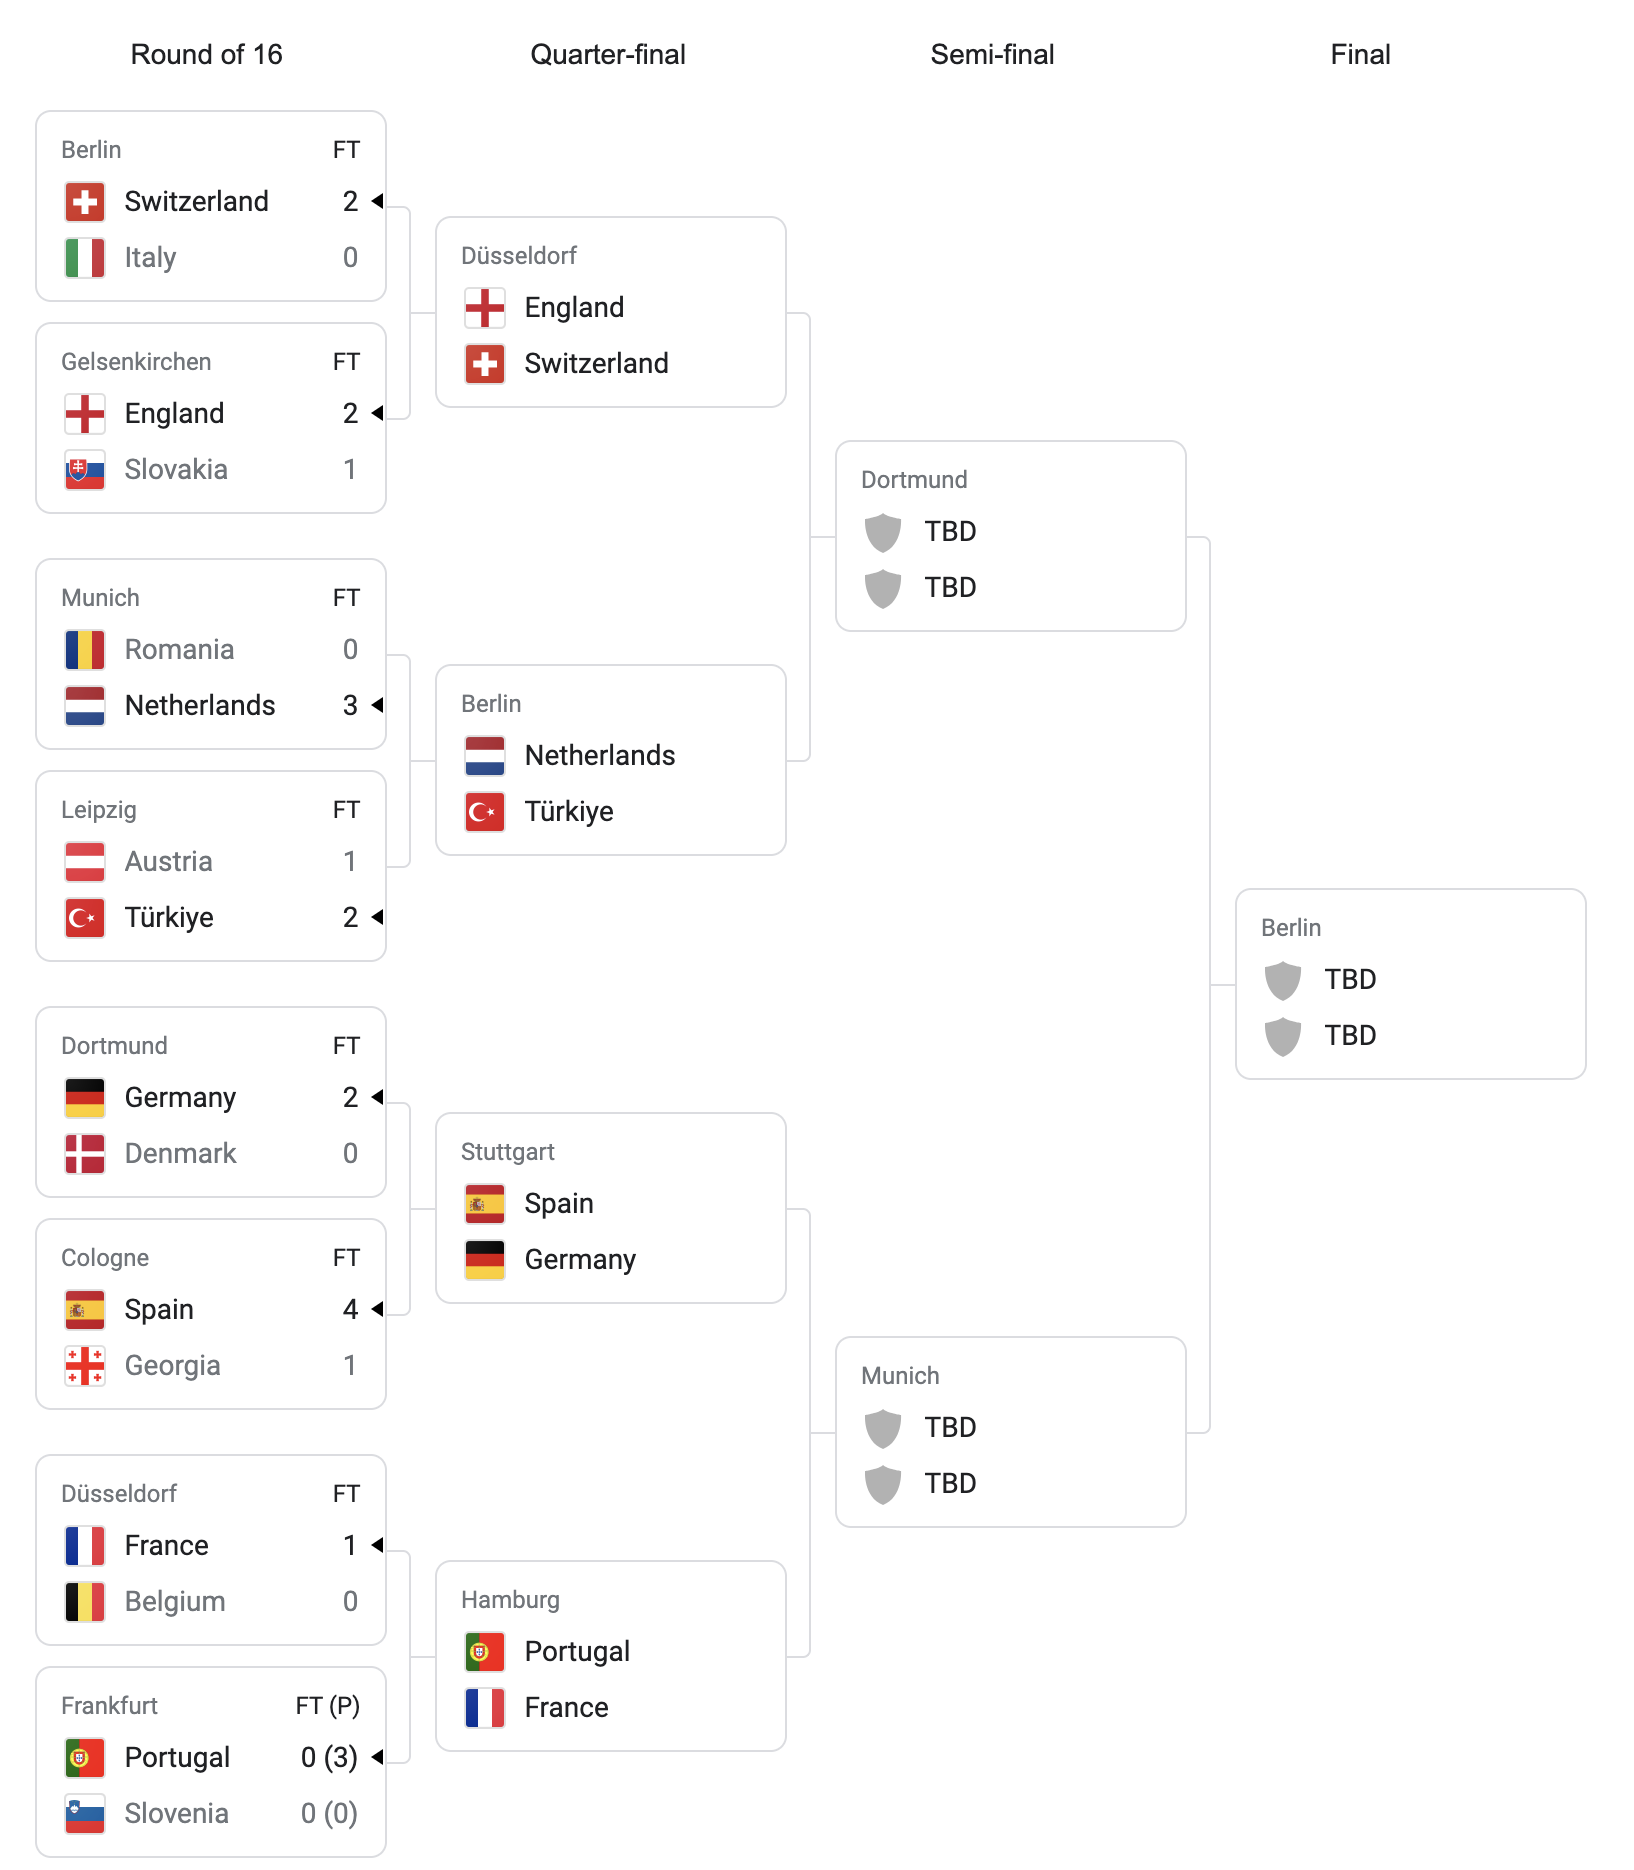 Round of 16
Quarter-final
Semi-final
Final
Berlin FT
Switzerland 2
Italy 0
Gelsenkirchen FT
England 2
Slovakia 1
Munich FT
Romania 0
Netherlands 3
Leipzig FT
Austria 1
Türkiye 2
Dortmund FT
Germany 2
Denmark 0
Cologne FT
Spain 4
Georgia 1
Düsseldorf FT
France 1
Belgium 0
Frankfurt FT (P)
Portugal 0 (3)
Slovenia 0 (0)
Düsseldorf
England
Switzerland
Berlin
Netherlands
Türkiye
Stuttgart
Spain
Germany
Hamburg
Portugal
France
Dortmund
TBD
TBD
Munich
TBD
TBD
Berlin
TBD
TBD